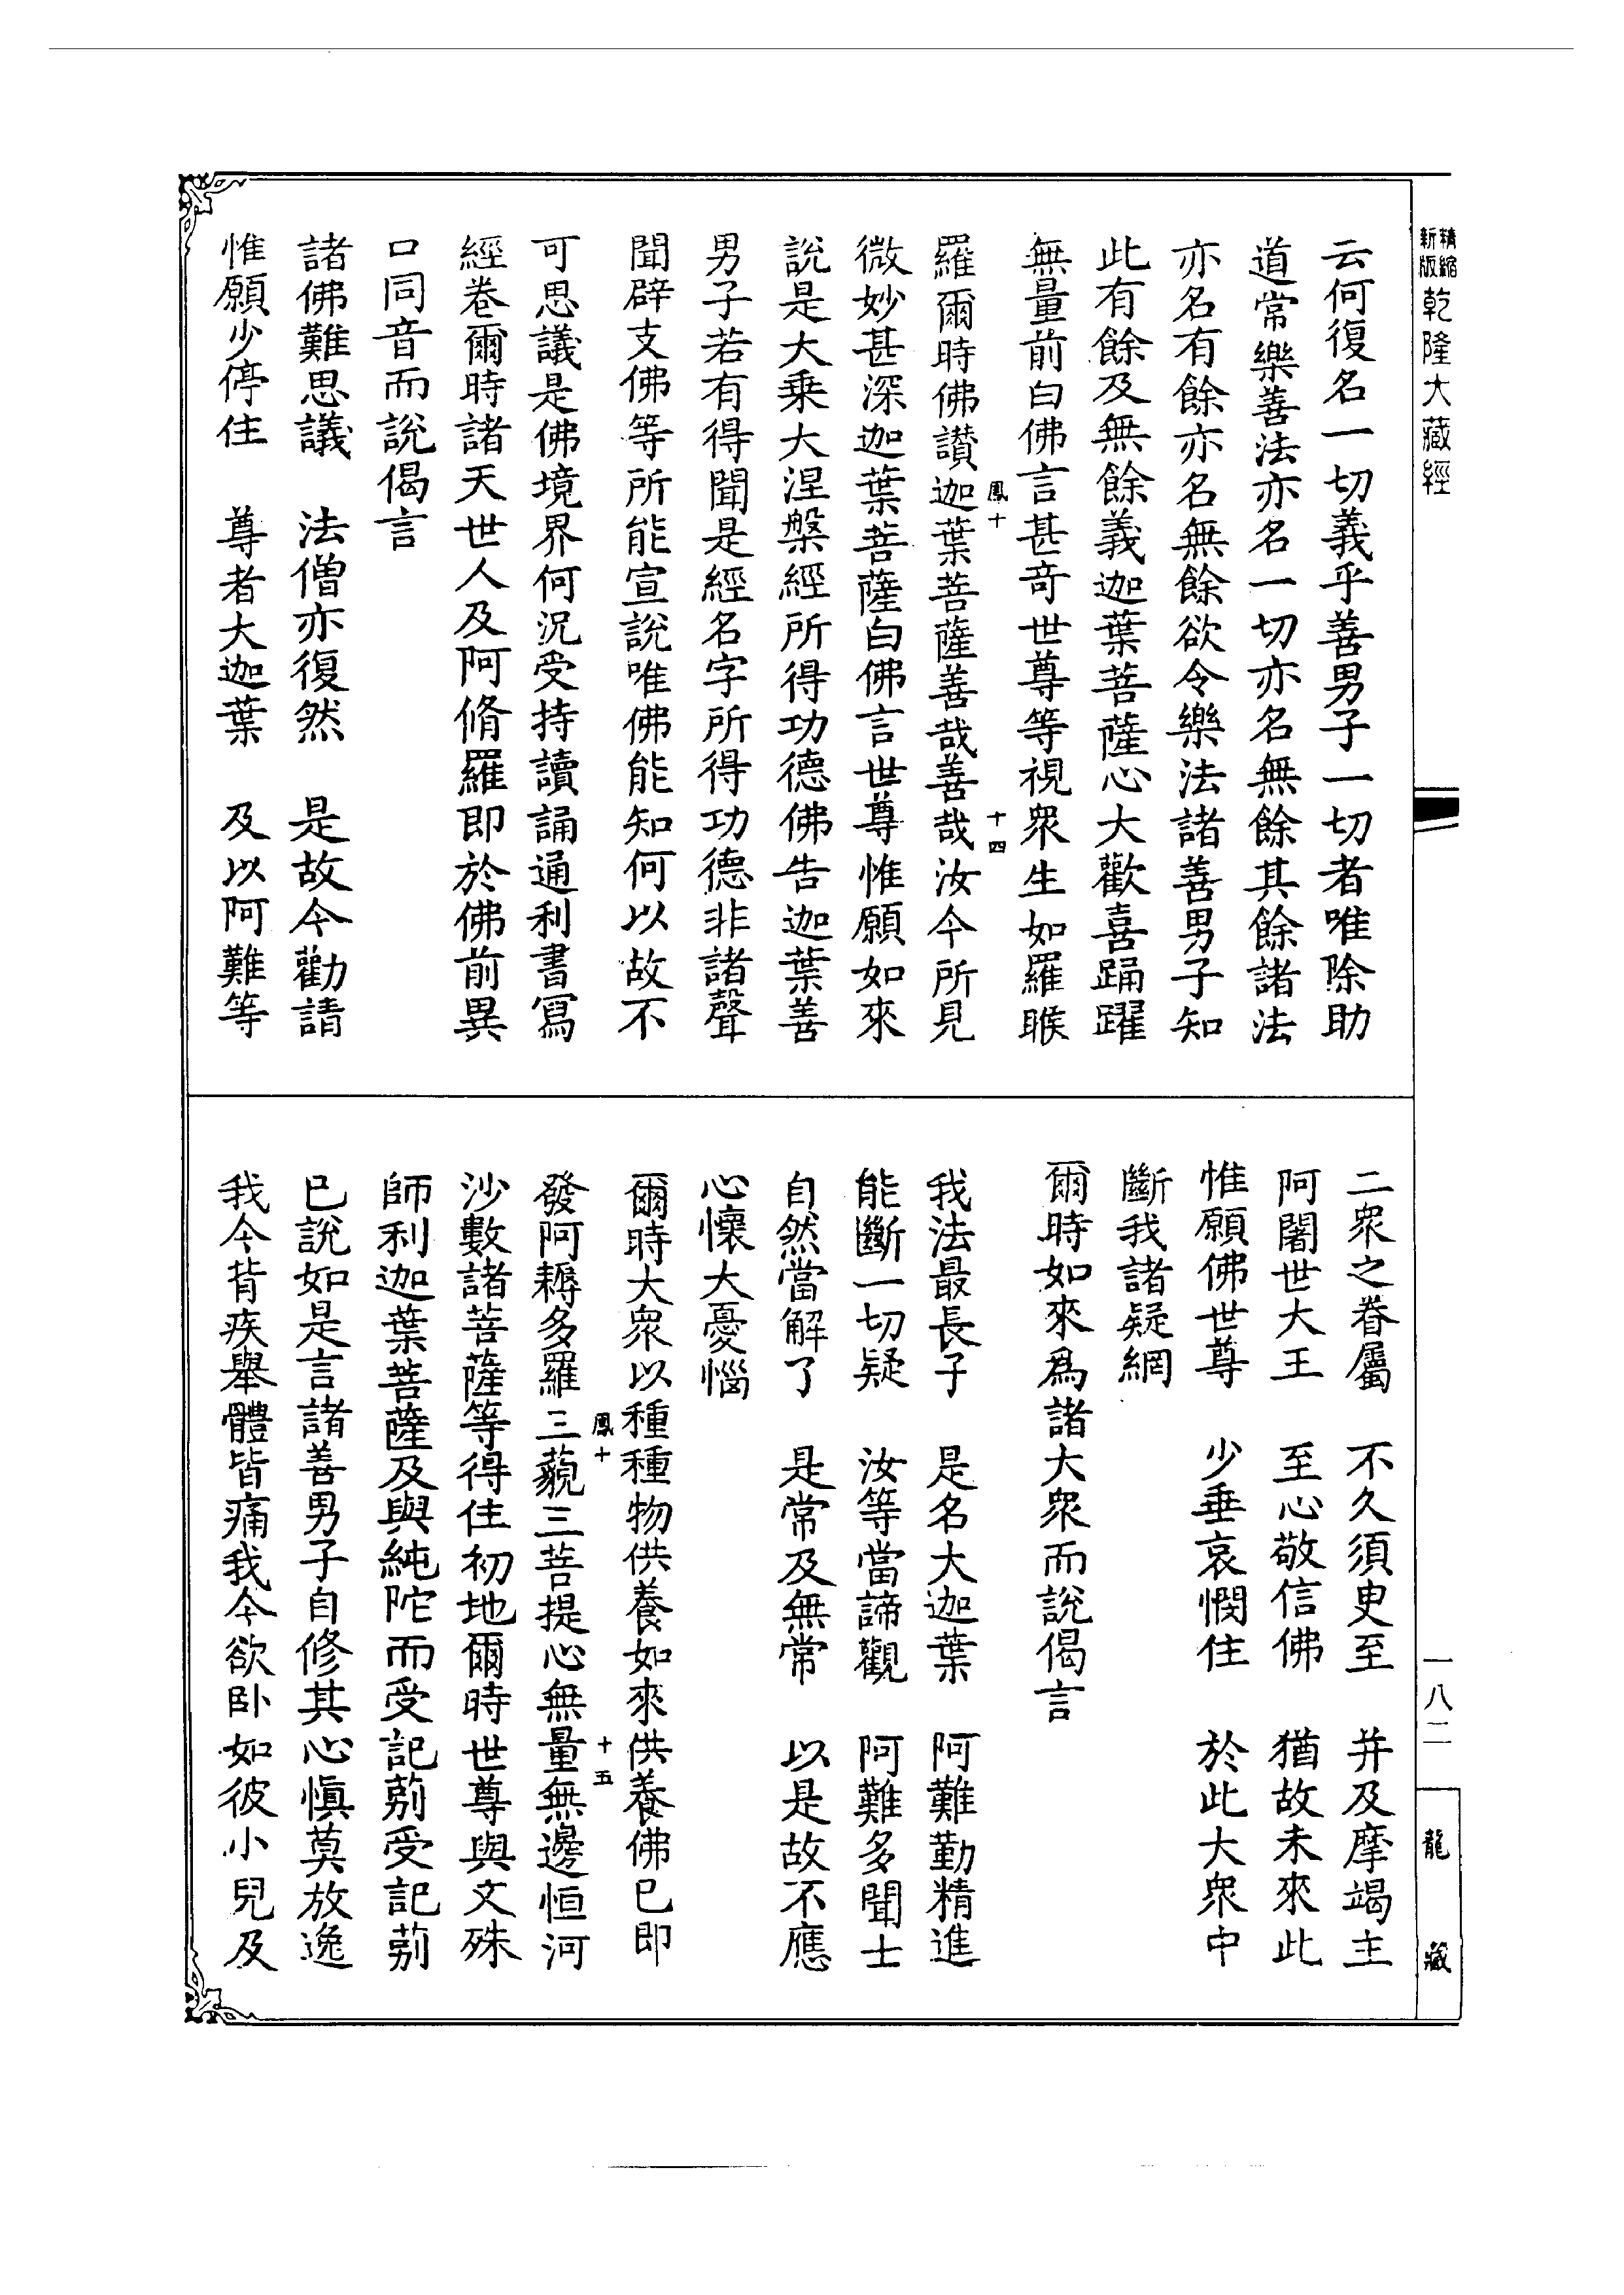 精縮新版乾隆大藏經
云何復名一切義乎善男子一切者唯除助
道常樂善法亦名一切亦名無餘其餘諸法
亦名有餘亦名無餘欲令樂法諸善男子知
此有餘及無餘義迦葉菩薩心大歡喜踊躍
無量前白佛言甚奇世尊等視衆生如羅睺
鳳十
十四
羅爾時佛讚迦葉菩薩善哉善哉汝今所見
微妙甚深迦葉菩薩白佛言世尊惟願如來
說是大乘大涅槃經所得功德佛告迦葉善
男子若有得聞是經名字所得功德非諸聲
聞辟支佛等所能宣說唯佛能知何以故不
可思議是佛境界何況受持讀誦通利書寫
經卷爾時諸天世人及阿脩羅即於佛前異
口同音而說偈言
諸佛難思議　法僧亦復然　是故今勸請
惟願少停住　尊者大迦葉　及以阿難等
二衆之眷屬　不久須臾至　并及摩竭主
阿闍世大王　至心敬信佛　猶故未來此
惟願佛世尊　少垂哀憫住　於此大衆中
斷我諸疑網
爾時如來爲諸大衆而說偈言
我法最長子　是名大迦葉　阿難勤精進
能斷一切疑　汝等當諦觀　阿難多聞士
自然當解了　是常及無常　以是故不應
心懷大憂惱
爾時大衆以種種物供養如來供養佛已即
鳳十
十五
發阿耨多羅三藐三菩提心無量無邊恒河
沙數諸菩薩等得住初地爾時世尊與文殊
師利迦葉菩薩及與純陀而受記莂受記莂
已說如是言諸善男子自修其心慎莫放逸
我今背疾舉體皆痛我今欲卧如彼小兒及
一八二
龍藏